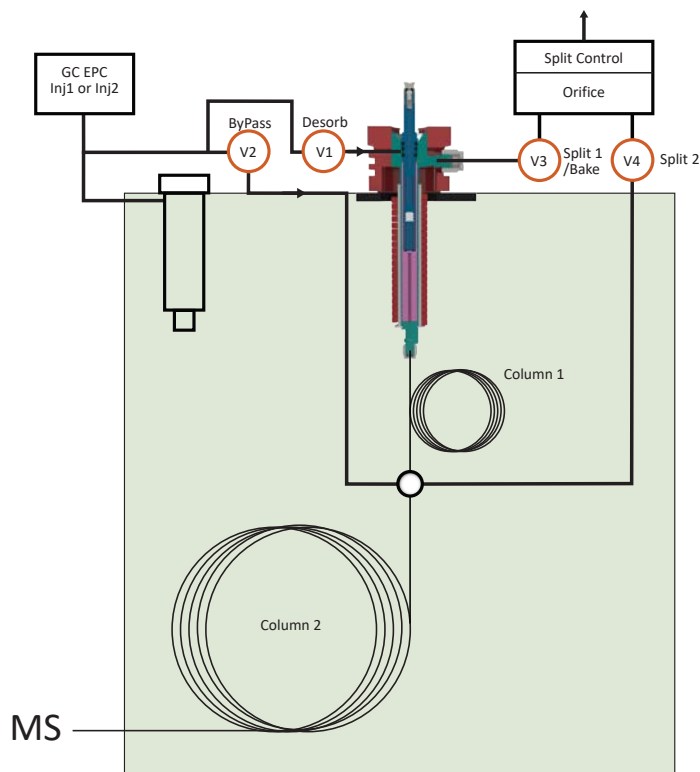 GC EPC
Inj1 or Inj2
ByPass
V2
Desorb
V1
Split Control
Orifice
V3
Split 1
/Bake
V4
Split 2
Column 1
Column 2
MS